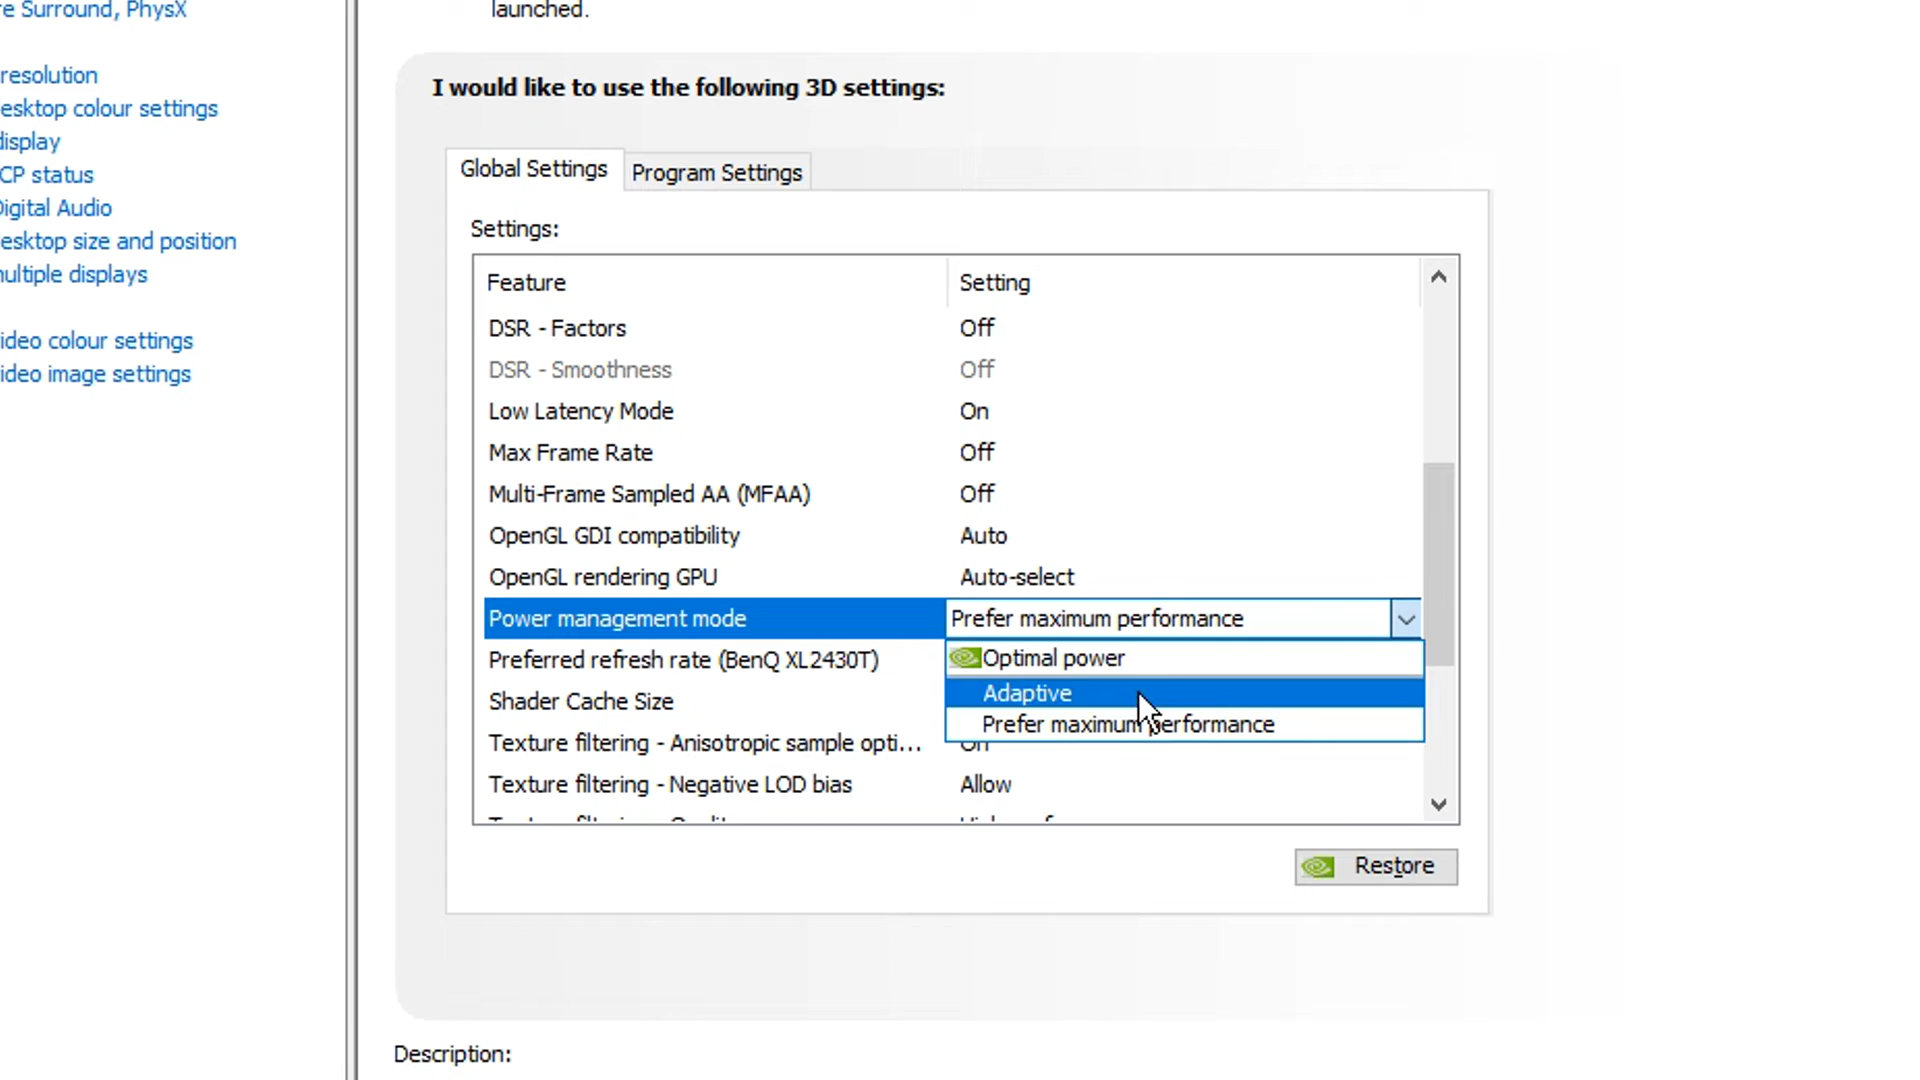 re Surround, PhysX
resolution
esktop colour settings
display
CP status
Digital Audio
esktop size and position
multiple displays
ideo colour settings
ideo image settings
launched.
I would like to use the following 3D settings:
Global Settings
Program Settings
Settings:
Feature Setting
DSR - Factors Off
DSR - Smoothness Off
Low Latency Mode On
Max Frame Rate Off
Multi-Frame Sampled AA (MFAA) Off
OpenGL GDI compatibility Auto
OpenGL rendering GPU Auto-select
Power management mode Prefer maximum performance
Optimal power
Adaptive
Prefer maximum performance
Preferred refresh rate (BenQ XL2430T)
Shader Cache Size
Texture filtering - Anisotropic sample opti... On
Texture filtering - Negative LOD bias Allow
Restore
Description: